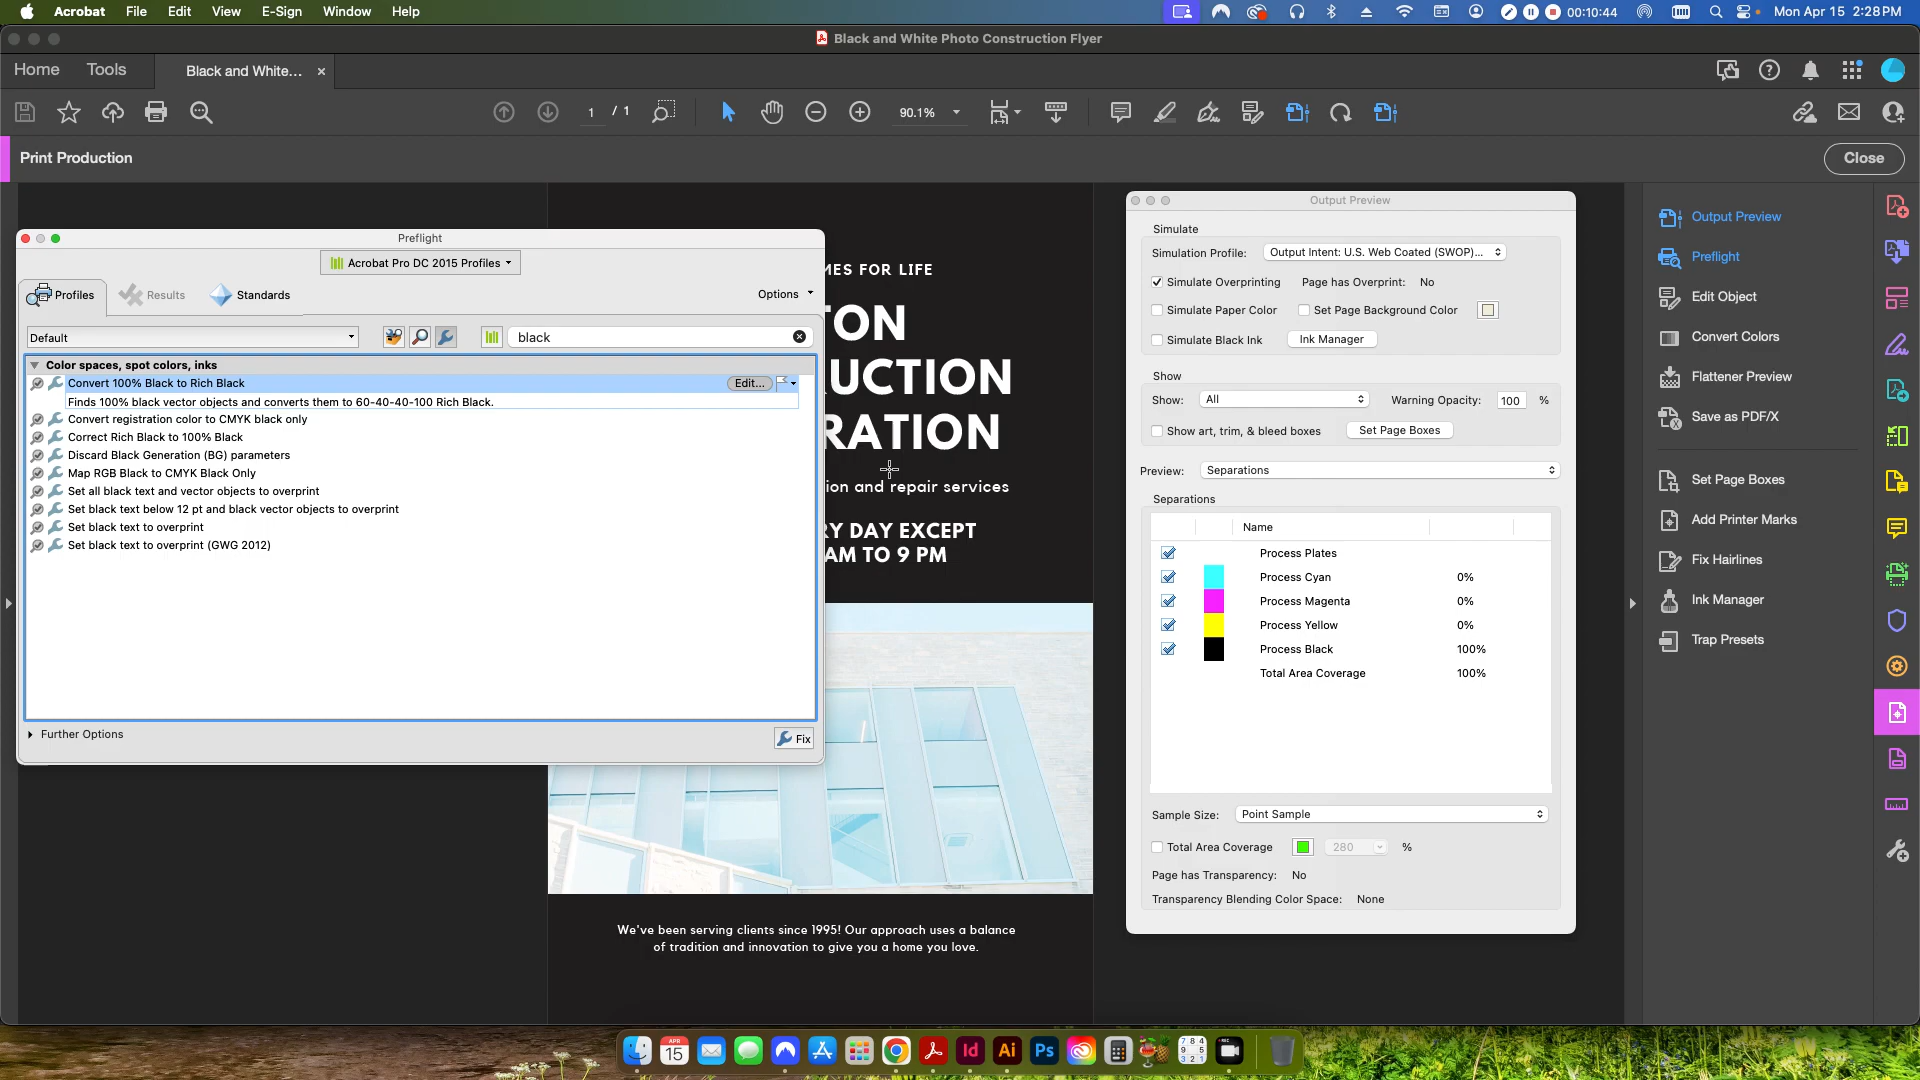 Acrobat File Edit View E-Sign Window Help
00:10:44 Mon Apr 15 2:28PM
Black and White Photo Construction Flyer
Home Tools Black and White... ×
1 / 1 90.1%
Print Production
Close
Preflight
Acrobat Pro DC 2015 Profiles
Profiles Results Standards Options
Default black
Color spaces, spot colors, inks
Convert 100% Black to Rich Black Edit...
Finds 100% black vector objects and converts them to 60-40-40-100 Rich Black.
Convert registration color to CMYK black only
Correct Rich Black to 100% Black
Discard Black Generation (BG) parameters
Map RGB Black to CMYK Black Only
Set all black text and vector objects to overprint
Set black text below 12 pt and black vector objects to overprint
Set black text to overprint
Set black text to overprint (GWG 2012)
Further Options
Fix
MES FOR LIFE
TON
UCTION
RATION
ion and repair services
RY DAY EXCEPT
AM TO 9 PM
We've been serving clients since 1995! Our approach uses a balance
of tradition and innovation to give you a home you love.
Output Preview
Simulate
Simulation Profile: Output Intent: U.S. Web Coated (SWOP)...
Simulate Overprinting Page has Overprint: No
Simulate Paper Color Set Page Background Color
Simulate Black Ink Ink Manager
Show
Show: All Warning Opacity: 100 %
Show art, trim, & bleed boxes Set Page Boxes
Preview: Separations
Separations
Name
Process Plates
Process Cyan 0%
Process Magenta 0%
Process Yellow 0%
Process Black 100%
Total Area Coverage 100%
Sample Size: Point Sample
Total Area Coverage 280 %
Page has Transparency: No
Transparency Blending Color Space: None
Output Preview
Preflight
Edit Object
Convert Colors
Flattener Preview
Save as PDF/X
Set Page Boxes
Add Printer Marks
Fix Hairlines
Ink Manager
Trap Presets
APR
15
Id
Ai
Ps